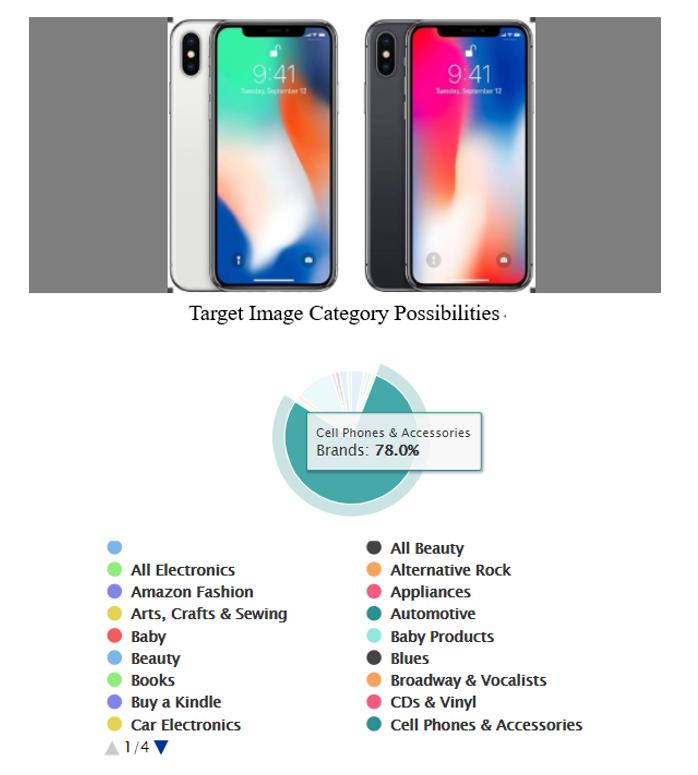 9:41
Tuesday, September 12
9:41
Tuesday, September 12
Target Image Category Possibilities
Cell Phones & Accessories
Brands: 78.0%
All Beauty
All Electronics
Alternative Rock
Amazon Fashion
Appliances
Arts, Crafts & Sewing
Automotive
Baby
Baby Products
Beauty
Blues
Books
Broadway & Vocalists
Buy a Kindle
CDs & Vinyl
Car Electronics
Cell Phones & Accessories
1/4